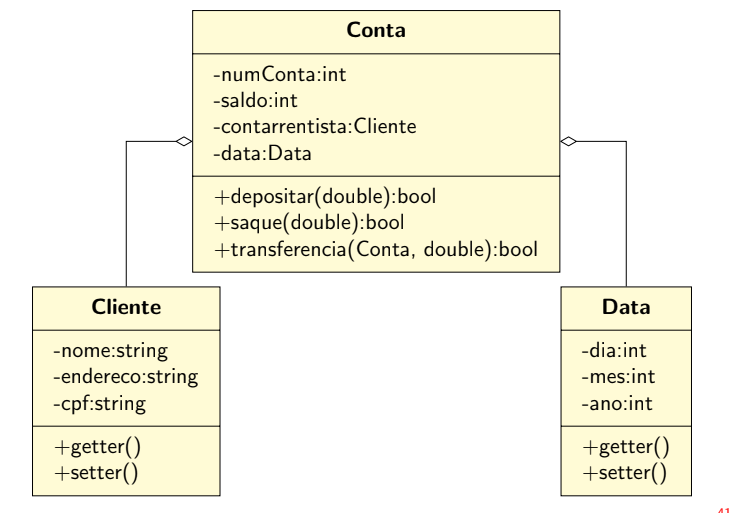 Conta
-numConta:int
-saldo:int
-contarrentista:Cliente
-data:Data
+depositar(double):bool
+saque(double):bool
+transferencia(Conta, double):bool
Cliente
-nome:string
-endereco:string
-cpf:string
+getter()
+setter()
Data
-dia:int
-mes:int
-ano:int
+getter()
+setter()
41